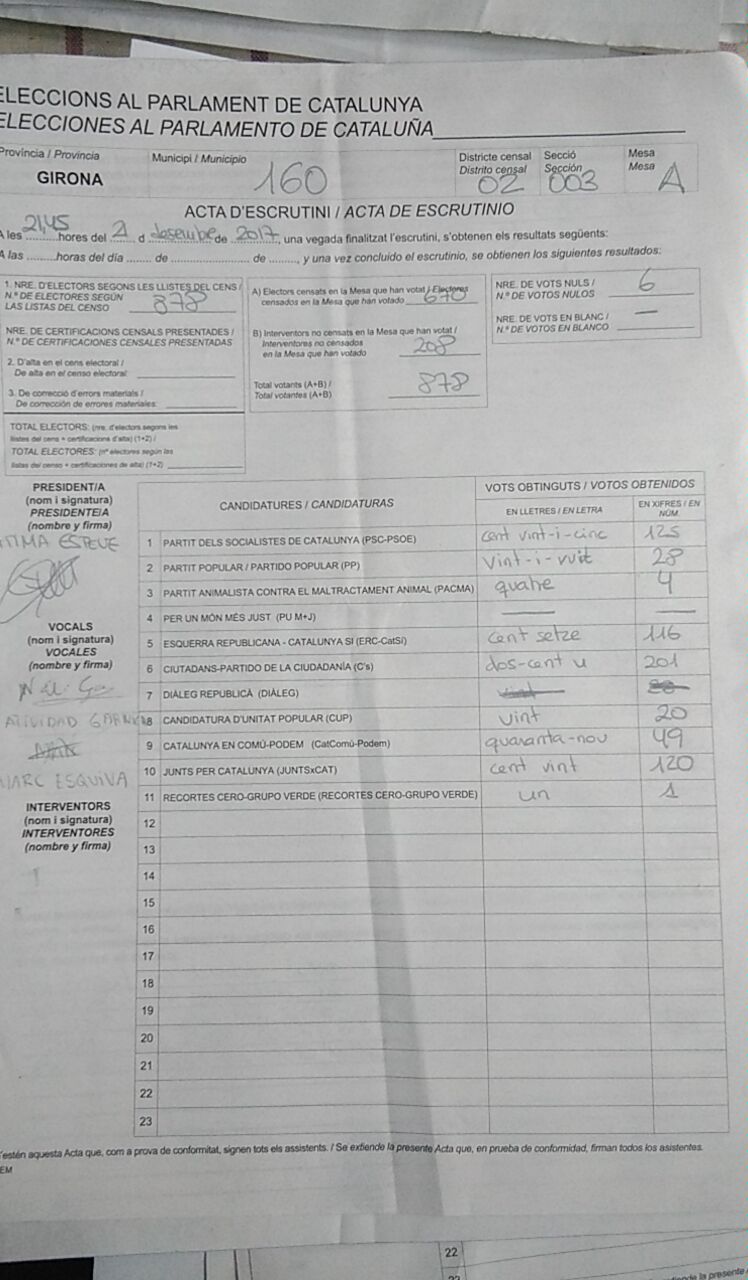 ELECCIONS AL PARLAMENT DE CATALUNYA
ELECCIONES AL PARLAMENTO DE CATALUÑA
Província / Provincia
GIRONA
Municipi / Municipio
160
Districte censal
Distrito censal
02
Secció
Sección
003
Mesa
Mesa
A
ACTA D'ESCRUTINI / ACTA DE ESCRUTINIO
A les 21,45 hores del 21 d desembre de 2017, una vegada finalitzat l'escrutini, s'obtenen els resultats següents:
A las ..........horas del día ....... de ........................ de ........., y una vez concluido el escrutinio, se obtienen los siguientes resultados:
1. NRE. D'ELECTORS SEGONS LES LLISTES DEL CENS /
N.º DE ELECTORES SEGÚN
LAS LISTAS DEL CENSO 878
NRE. DE CERTIFICACIONS CENSALS PRESENTADES /
N.º DE CERTIFICACIONES CENSALES PRESENTADAS
2. D'alta en el cens electoral /
De alta en el censo electoral:
3. De correcció d'errors materials /
De corrección de errores materiales:
TOTAL ELECTORS: (nre. d'electors segons les
llistes del cens + certificacions d'alta) (1+2) /
TOTAL ELECTORES: (nº electores según las
listas del censo + certificaciones de alta) (1+2)
A) Electors censats en la Mesa que han votat / Electores
censados en la Mesa que han votado 670
B) Interventors no censats en la Mesa que han votat /
Interventores no censados
en la Mesa que han votado 208
Total votants (A+B) /
Total votantes (A+B) 878
NRE. DE VOTS NULS /
N.º DE VOTOS NULOS 6
NRE. DE VOTS EN BLANC /
N.º DE VOTOS EN BLANCO —
PRESIDENT/A
(nom i signatura)
PRESIDENTE/A
(nombre y firma)
ESTEVE
VOCALS
(nom i signatura)
VOCALES
(nombre y firma)
MARC ESQUIVA
INTERVENTORS
(nom i signatura)
INTERVENTORES
(nombre y firma)
CANDIDATURES / CANDIDATURAS
VOTS OBTINGUTS / VOTOS OBTENIDOS
EN LLETRES / EN LETRA
EN XIFRES / EN NÚM.
1 PARTIT DELS SOCIALISTES DE CATALUNYA (PSC-PSOE) cent vint-i-cinc 125
2 PARTIT POPULAR / PARTIDO POPULAR (PP) vint-i-vuit 28
3 PARTIT ANIMALISTA CONTRA EL MALTRACTAMENT ANIMAL (PACMA) quatre 4
4 PER UN MÓN MÉS JUST (PU M+J) — —
5 ESQUERRA REPUBLICANA - CATALUNYA SI (ERC-CatSí) cent setze 116
6 CIUTADANS-PARTIDO DE LA CIUDADANÍA (C's) dos-cent u 201
7 DIÀLEG REPUBLICÀ (DIÀLEG)
8 CANDIDATURA D'UNITAT POPULAR (CUP) vint 20
9 CATALUNYA EN COMÚ-PODEM (CatComú-Podem) quaranta-nou 49
10 JUNTS PER CATALUNYA (JUNTSxCAT) cent vint 120
11 RECORTES CERO-GRUPO VERDE (RECORTES CERO-GRUPO VERDE) un 1
12
13
14
15
16
17
18
19
20
21
22
23
S'estén aquesta Acta que, com a prova de conformitat, signen tots els assistents. / Se extiende la presente Acta que, en prueba de conformidad, firman todos los asistentes.
EM
22